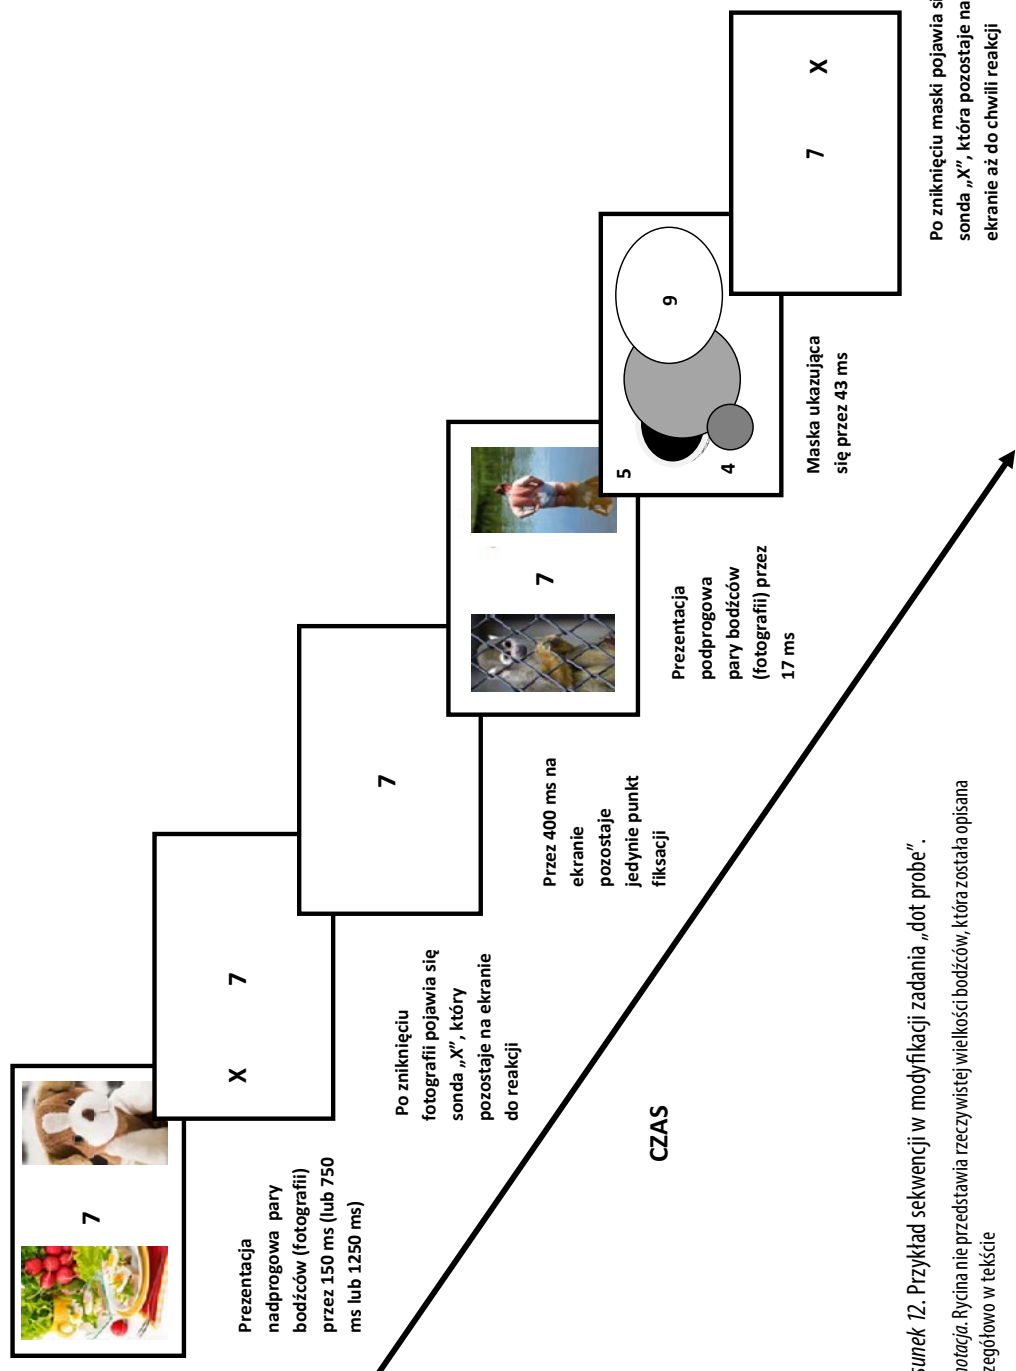 7
Prezentacja
nadprogowa pary
bodźców (fotografii)
przez 150 ms (lub 750
ms lub 1250 ms)
X 7
Po zniknięciu
fotografii pojawia się
sonda „X”, który
pozostaje na ekranie
do reakcji
7
Przez 400 ms na
ekranie
pozostaje
jedynie punkt
fiksacji
7
Prezentacja
podprogowa
pary bodźców
(fotografii) przez
17 ms
5
4
9
Maska ukazująca
się przez 43 ms
7 X
Po zniknięciu maski pojawia
sonda „X”, która pozostaje na
ekranie aż do chwili reakcji
CZAS
12. Przykład sekwencji w modyfikacji zadania „dot probe”.
Rycina nie przedstawia rzeczywistej wielkości bodźców, która została opisana
w tekście